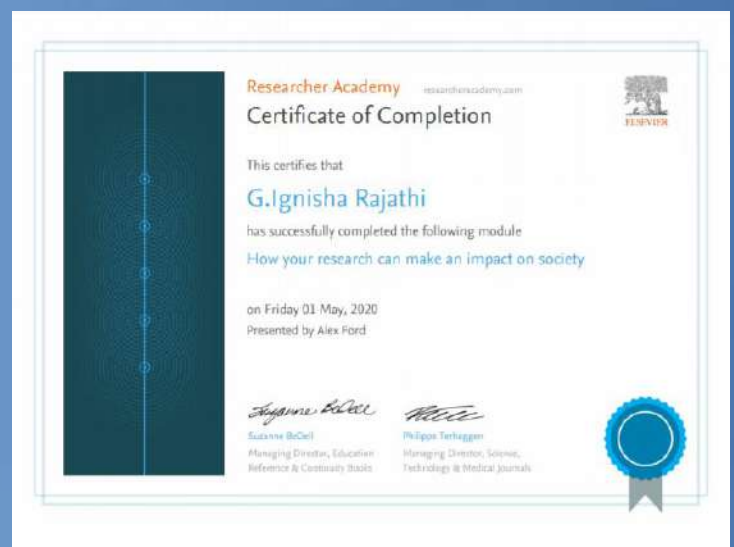 Researcher Academy researcheracademy.com
Certificate of Completion
ELSEVIER
This certifies that
G.Ignisha Rajathi
has successfully completed the following module
How your research can make an impact on society
on Friday 01 May, 2020
Presented by Alex Ford
Suzanne BeDell
Managing Director, Education
Reference & Continuity Books
Philippe Terheggen
Managing Director, Science,
Technology & Medical Journals